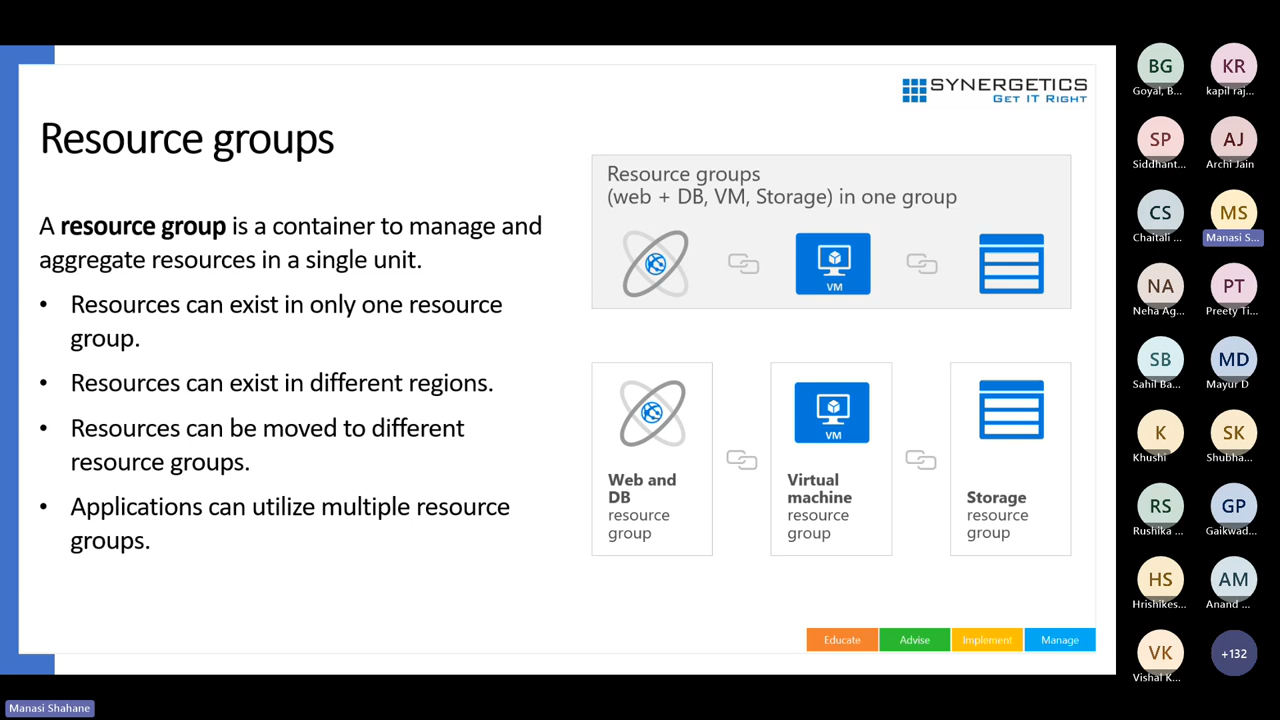 SYNERGETICS
GET IT RIGHT
Resource groups
A resource group is a container to manage and
aggregate resources in a single unit.
• Resources can exist in only one resource
group.
• Resources can exist in different regions.
• Resources can be moved to different
resource groups.
• Applications can utilize multiple resource
groups.
Resource groups
(web + DB, VM, Storage) in one group
VM
Web and
DB
resource
group
VM
Virtual
machine
resource
group
Storage
resource
group
Educate
Advise
Implement
Manage
BG
Goyal, B...
KR
kapil raj...
SP
Siddhant...
AJ
Archi Jain
CS
Chaitali ...
MS
Manasi S...
NA
Neha Ag...
PT
Preety Ti...
SB
Sahil Ba...
MD
Mayur D
K
Khushi
SK
Shubha...
RS
Rushika ...
GP
Gaikwad...
HS
Hrishikes...
AM
Anand ...
VK
Vishal K...
+132
Manasi Shahane